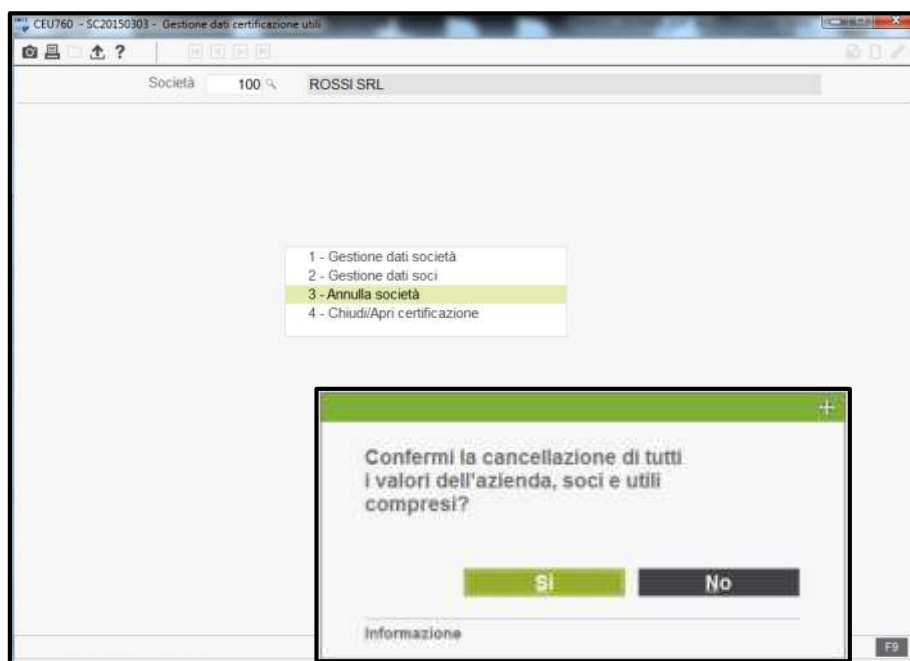 CEU760 - SC20150303 - Gestione dati certificazione utili
?
Società 100 ROSSI SRL
1 - Gestione dati società
2 - Gestione dati soci
3 - Annulla società
4 - Chiudi/Apri certificazione
Confermi la cancellazione di tutti
i valori dell'azienda, soci e utili
compresi?
Si No
Informazione
F9